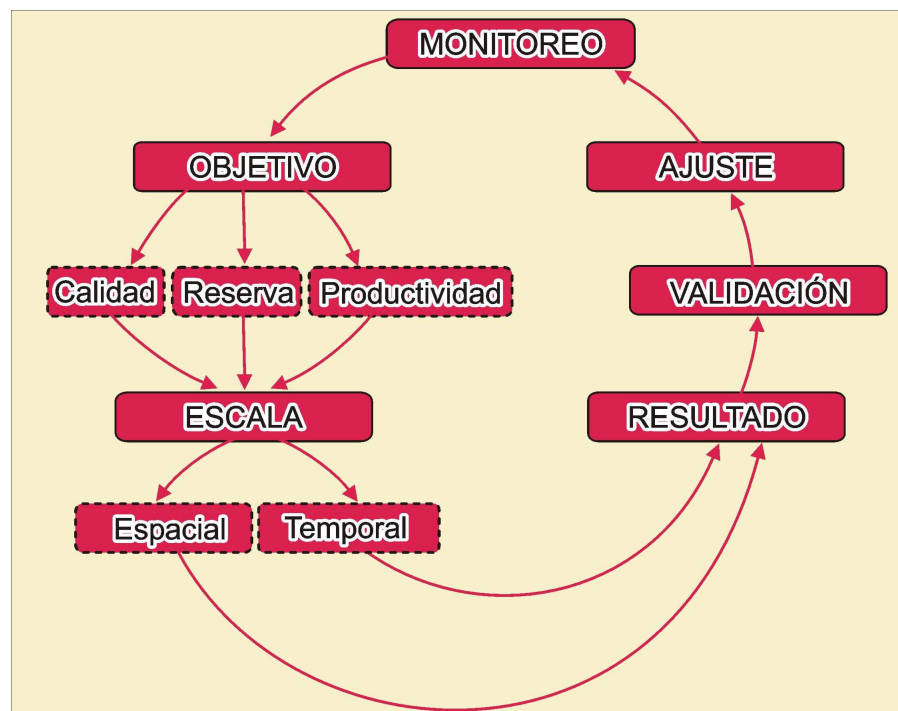 MONITOREO
OBJETIVO
AJUSTE
Calidad
Reserva
Productividad
VALIDACIÓN
ESCALA
RESULTADO
Espacial
Temporal